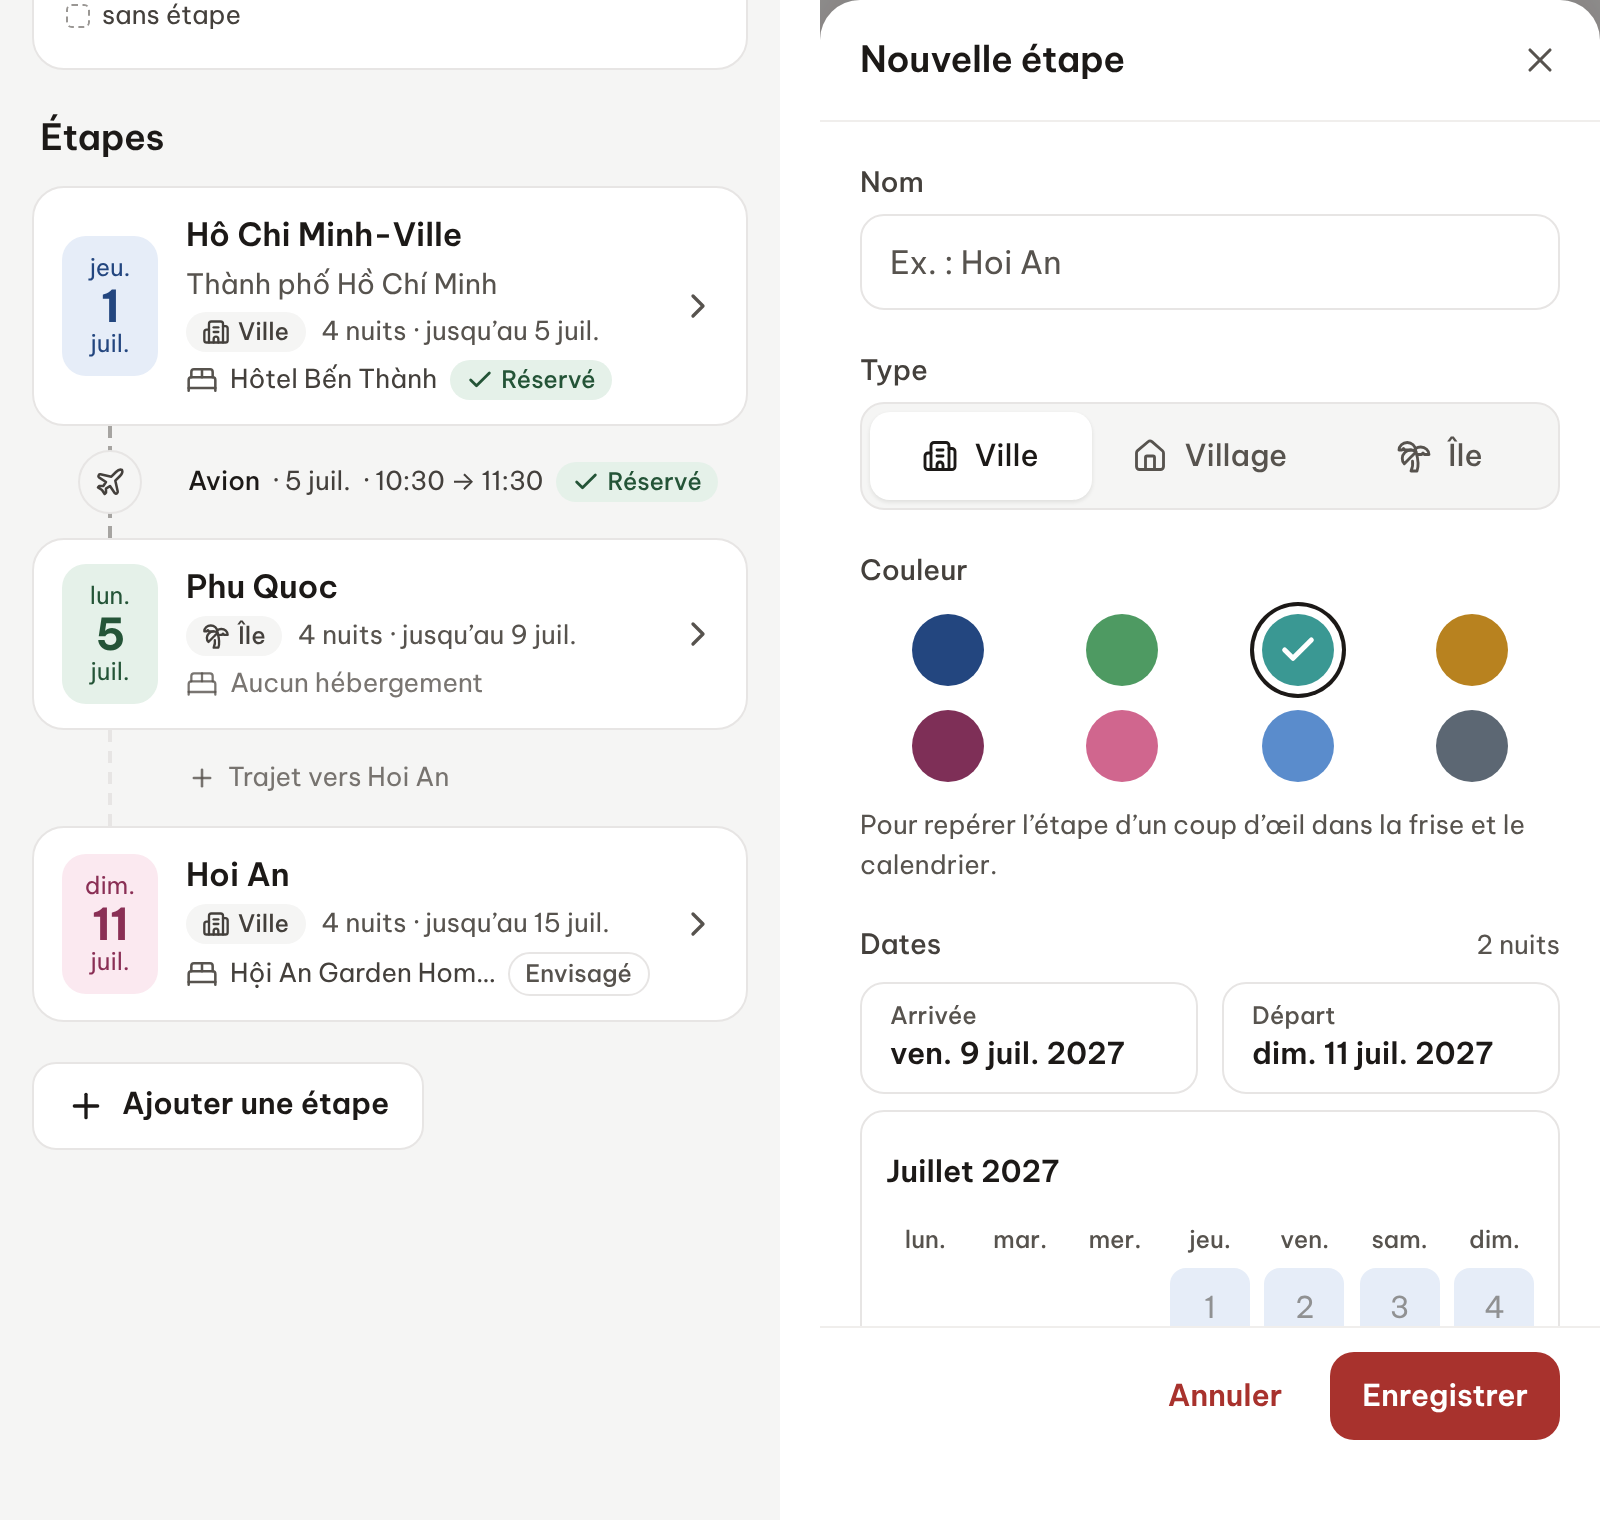 sans étape
Étapes
jeu.
1
juil.
Hô Chi Minh-Ville
Thành phố Hồ Chí Minh
Ville 4 nuits · jusqu’au 5 juil.
Hôtel Bến Thành Réservé
Avion · 5 juil. · 10:30 → 11:30 Réservé
lun.
5
juil.
Phu Quoc
Île 4 nuits · jusqu’au 9 juil.
Aucun hébergement
+ Trajet vers Hoi An
dim.
11
juil.
Hoi An
Ville 4 nuits · jusqu’au 15 juil.
Hội An Garden Hom… Envisagé
+ Ajouter une étape
Nouvelle étape
Nom
Ex. : Hoi An
Type
Ville Village Île
Couleur
Pour repérer l’étape d’un coup d’œil dans la frise et le
calendrier.
Dates 2 nuits
Arrivée
ven. 9 juil. 2027
Départ
dim. 11 juil. 2027
Juillet 2027
lun. mar. mer. jeu. ven. sam. dim.
1 2 3 4
Annuler Enregistrer